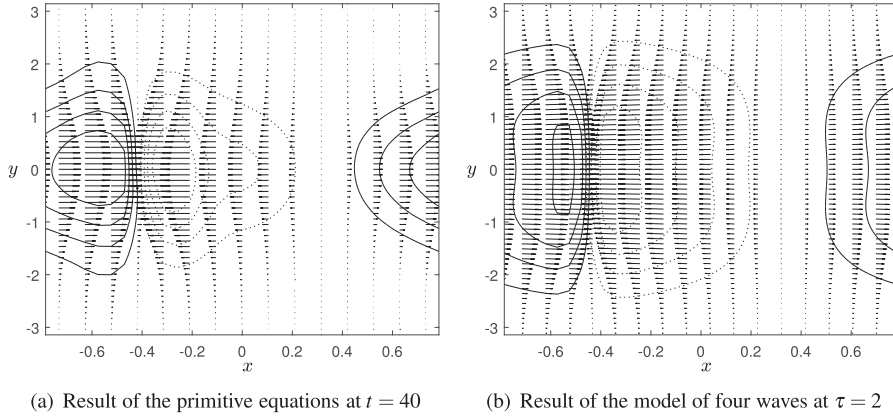 3
2
1
y 0
-1
-2
-3
-0.6 -0.4 -0.2 0 0.2 0.4 0.6
x
3
2
1
y 0
-1
-2
-3
-0.6 -0.4 -0.2 0 0.2 0.4 0.6
x
(a) Result of the primitive equations at t = 40
(b) Result of the model of four waves at τ = 2